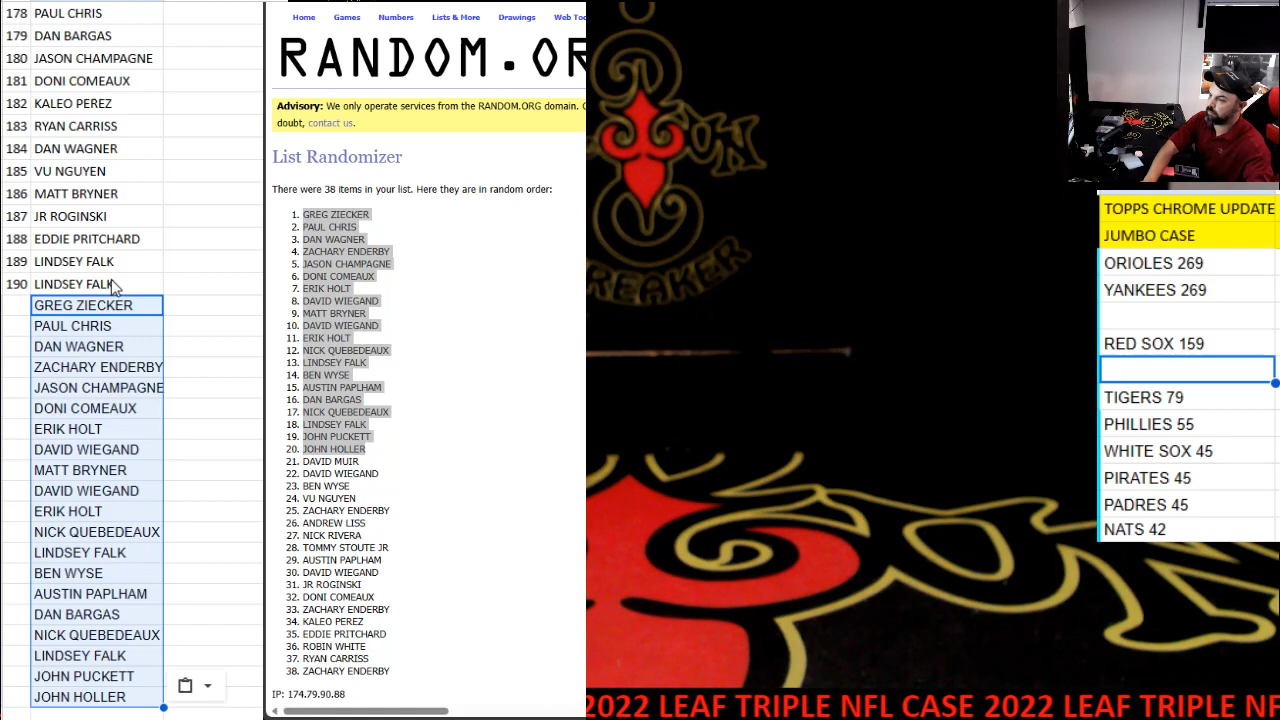 178 PAUL CHRIS
179 DAN BARGAS
180 JASON CHAMPAGNE
181 DONI COMEAUX
182 KALEO PEREZ
183 RYAN CARRISS
184 DAN WAGNER
185 VU NGUYEN
186 MATT BRYNER
187 JR ROGINSKI
188 EDDIE PRITCHARD
189 LINDSEY FALK
190 LINDSEY FALK
GREG ZIECKER
PAUL CHRIS
DAN WAGNER
ZACHARY ENDERBY
JASON CHAMPAGNE
DONI COMEAUX
ERIK HOLT
DAVID WIEGAND
MATT BRYNER
DAVID WIEGAND
ERIK HOLT
NICK QUEBEDEAUX
LINDSEY FALK
BEN WYSE
AUSTIN PAPLHAM
DAN BARGAS
NICK QUEBEDEAUX
LINDSEY FALK
JOHN PUCKETT
JOHN HOLLER
Home Games Numbers Lists & More Drawings Web Too
RANDOM.OR
Advisory: We only operate services from the RANDOM.ORG domain.
doubt, contact us.
List Randomizer
There were 38 items in your list. Here they are in random order:
1. GREG ZIECKER
2. PAUL CHRIS
3. DAN WAGNER
4. ZACHARY ENDERBY
5. JASON CHAMPAGNE
6. DONI COMEAUX
7. ERIK HOLT
8. DAVID WIEGAND
9. MATT BRYNER
10. DAVID WIEGAND
11. ERIK HOLT
12. NICK QUEBEDEAUX
13. LINDSEY FALK
14. BEN WYSE
15. AUSTIN PAPLHAM
16. DAN BARGAS
17. NICK QUEBEDEAUX
18. LINDSEY FALK
19. JOHN PUCKETT
20. JOHN HOLLER
21. DAVID MUIR
22. DAVID WIEGAND
23. BEN WYSE
24. VU NGUYEN
25. ZACHARY ENDERBY
26. ANDREW LISS
27. NICK RIVERA
28. TOMMY STOUTE JR
29. AUSTIN PAPLHAM
30. DAVID WIEGAND
31. JR ROGINSKI
32. DONI COMEAUX
33. ZACHARY ENDERBY
34. KALEO PEREZ
35. EDDIE PRITCHARD
36. ROBIN WHITE
37. RYAN CARRISS
38. ZACHARY ENDERBY
IP: 174.79.90.88
BREAKER
TOPPS CHROME UPDATE
JUMBO CASE
ORIOLES 269
YANKEES 269
RED SOX 159
TIGERS 79
PHILLIES 55
WHITE SOX 45
PIRATES 45
PADRES 45
NATS 42
2022 LEAF TRIPLE NFL CASE 2022 LEAF TRIPLE NF